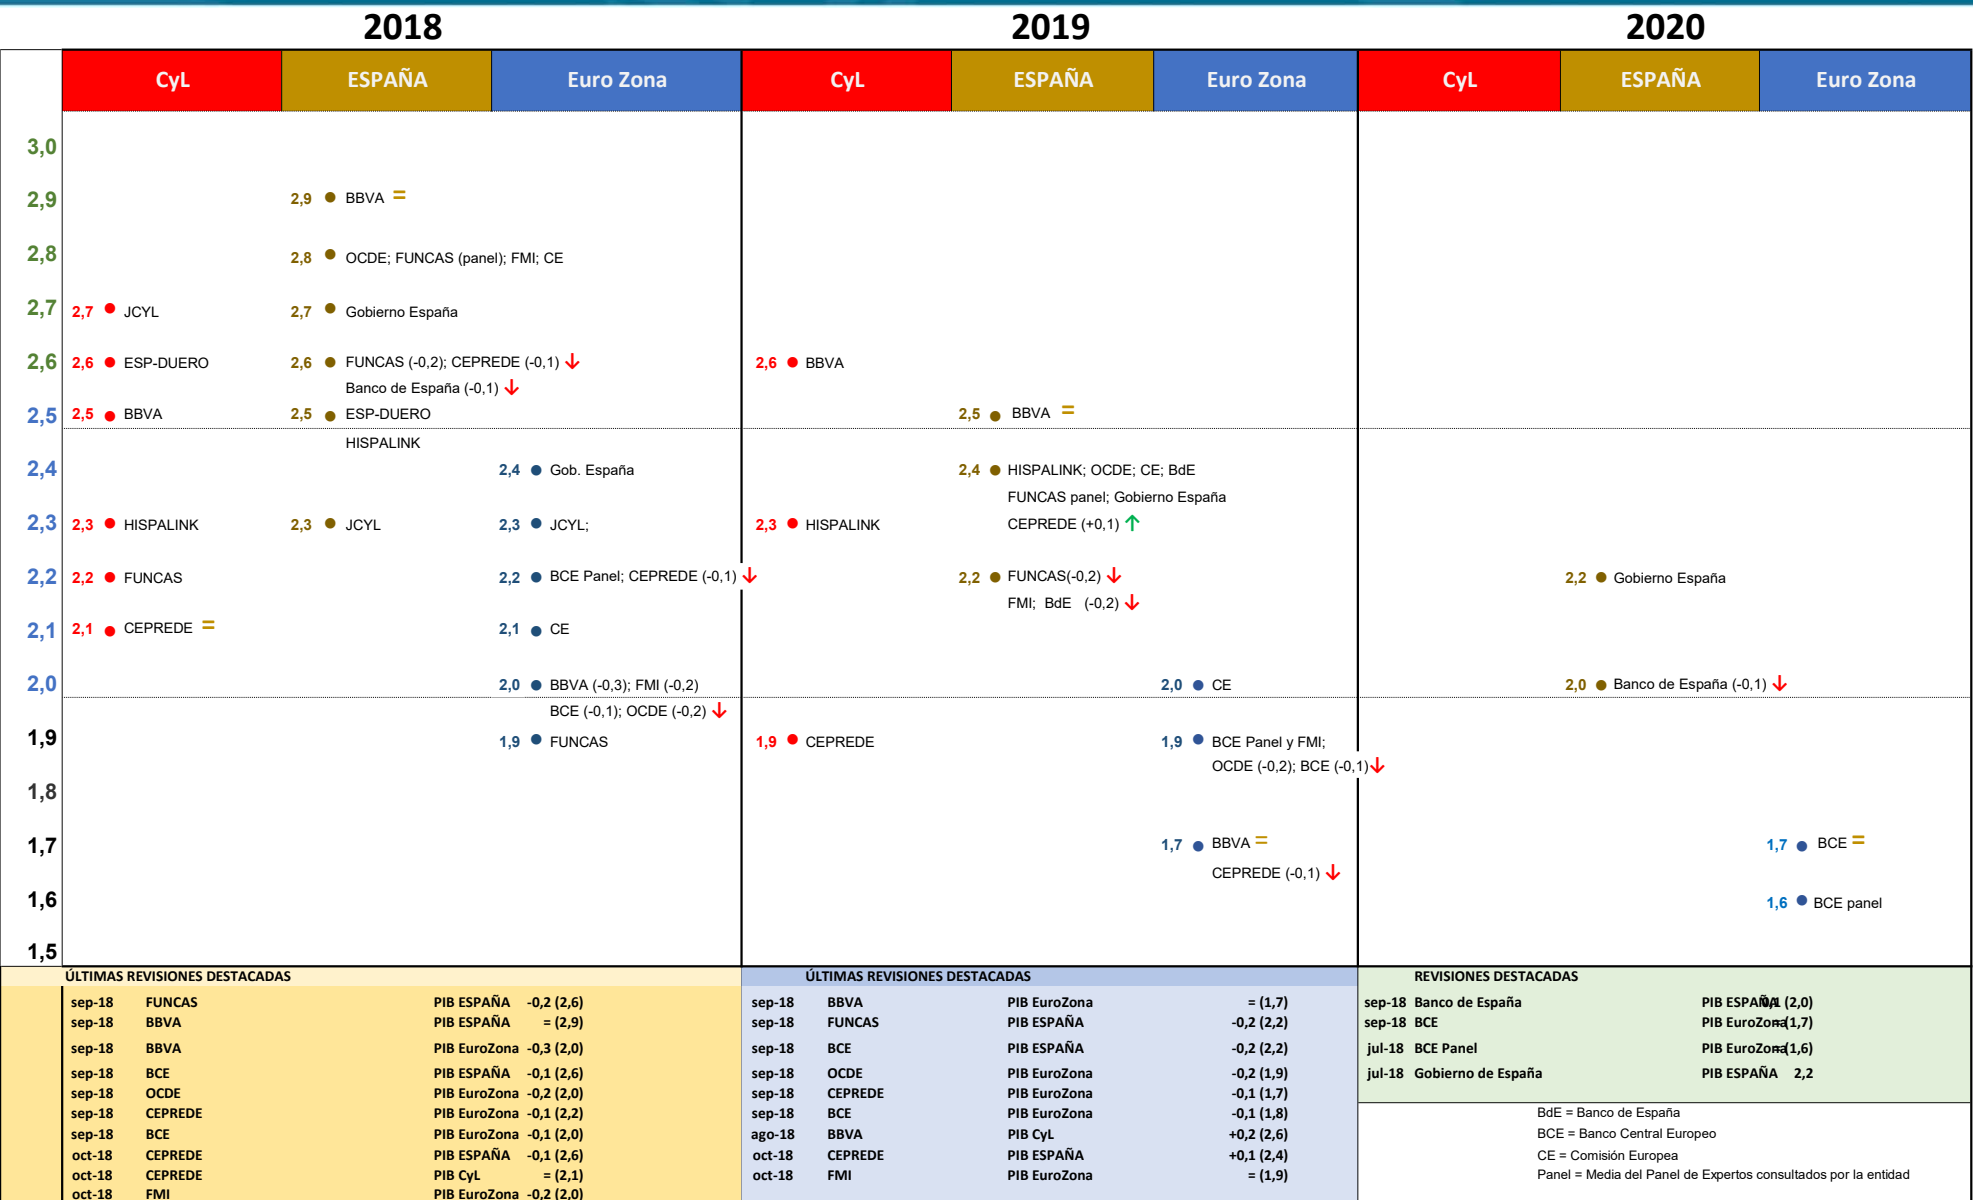 2018 2019 2020
CyL ESPAÑA Euro Zona CyL ESPAÑA Euro Zona CyL ESPAÑA Euro Zona
3,0
2,9 2,9 BBVA =
2,8 2,8 OCDE; FUNCAS (panel); FMI; CE
2,7 2,7 JCYL 2,7 Gobierno España
2,6 2,6 ESP-DUERO 2,6 FUNCAS (-0,2); CEPREDE (-0,1) ↓ 2,6 BBVA
Banco de España (-0,1) ↓
2,5 2,5 BBVA 2,5 ESP-DUERO 2,5 BBVA =
HISPALINK
2,4 2,4 Gob. España 2,4 HISPALINK; OCDE; CE; BdE
FUNCAS panel; Gobierno España
2,3 2,3 HISPALINK 2,3 JCYL 2,3 JCYL; 2,3 HISPALINK CEPREDE (+0,1) ↑
2,2 2,2 FUNCAS 2,2 BCE Panel; CEPREDE (-0,1) ↓ 2,2 FUNCAS(-0,2) ↓ 2,2 Gobierno España
FMI; BdE (-0,2) ↓
2,1 2,1 CEPREDE = 2,1 CE
2,0 2,0 BBVA (-0,3); FMI (-0,2) 2,0 CE 2,0 Banco de España (-0,1) ↓
BCE (-0,1); OCDE (-0,2) ↓
1,9 1,9 FUNCAS 1,9 CEPREDE 1,9 BCE Panel y FMI;
OCDE (-0,2); BCE (-0,1) ↓
1,8
1,7 1,7 BBVA = 1,7 BCE =
CEPREDE (-0,1) ↓
1,6 1,6 BCE panel
1,5
ÚLTIMAS REVISIONES DESTACADAS
sep-18 FUNCAS PIB ESPAÑA -0,2 (2,6)
sep-18 BBVA PIB ESPAÑA = (2,9)
sep-18 BBVA PIB EuroZona -0,3 (2,0)
sep-18 BCE PIB ESPAÑA -0,1 (2,6)
sep-18 OCDE PIB EuroZona -0,2 (2,0)
sep-18 CEPREDE PIB EuroZona -0,1 (2,2)
sep-18 BCE PIB EuroZona -0,1 (2,0)
oct-18 CEPREDE PIB ESPAÑA -0,1 (2,6)
oct-18 CEPREDE PIB CyL = (2,1)
oct-18 FMI PIB EuroZona -0,2 (2,0)
ÚLTIMAS REVISIONES DESTACADAS
sep-18 BBVA PIB EuroZona = (1,7)
sep-18 FUNCAS PIB ESPAÑA -0,2 (2,2)
sep-18 BCE PIB ESPAÑA -0,2 (2,2)
sep-18 OCDE PIB EuroZona -0,2 (1,9)
sep-18 CEPREDE PIB EuroZona -0,1 (1,7)
sep-18 BCE PIB EuroZona -0,1 (1,8)
ago-18 BBVA PIB CyL +0,2 (2,6)
oct-18 CEPREDE PIB ESPAÑA +0,1 (2,4)
oct-18 FMI PIB EuroZona = (1,9)
REVISIONES DESTACADAS
sep-18 Banco de España PIB ESPAÑA (2,0)
sep-18 BCE PIB EuroZona (1,7)
jul-18 BCE Panel PIB EuroZona (1,6)
jul-18 Gobierno de España PIB ESPAÑA 2,2
BdE = Banco de España
BCE = Banco Central Europeo
CE = Comisión Europea
Panel = Media del Panel de Expertos consultados por la entidad